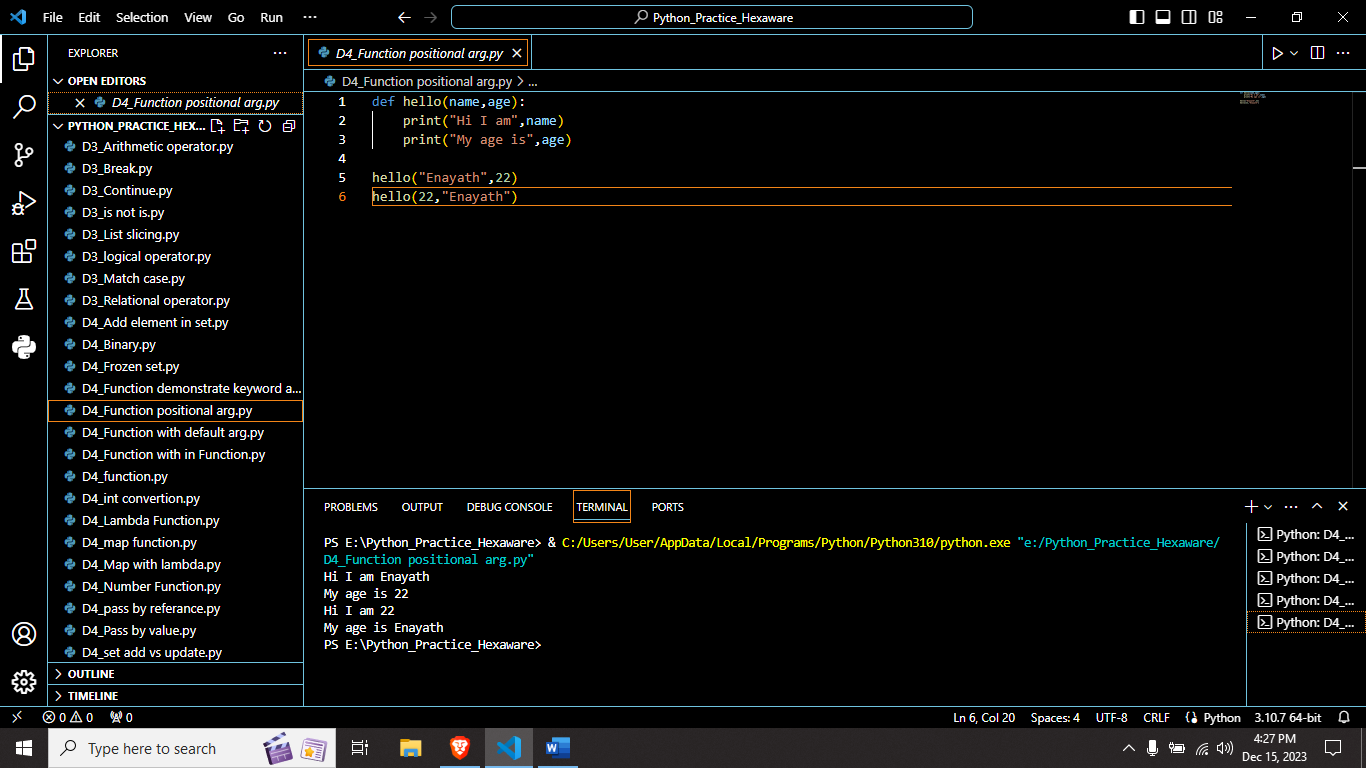 File Edit Selection View Go Run ··· Python_Practice_Hexaware
EXPLORER ···
OPEN EDITORS
D4_Function positional arg.py
PYTHON_PRACTICE_HEX...
D3_Arithmetic operator.py
D3_Break.py
D3_Continue.py
D3_is not is.py
D3_List slicing.py
D3_logical operator.py
D3_Match case.py
D3_Relational operator.py
D4_Add element in set.py
D4_Binary.py
D4_Frozen set.py
D4_Function demonstrate keyword a...
D4_Function positional arg.py
D4_Function with default arg.py
D4_Function with in Function.py
D4_function.py
D4_int convertion.py
D4_Lambda Function.py
D4_map function.py
D4_Map with lambda.py
D4_Number Function.py
D4_pass by referance.py
D4_Pass by value.py
D4_set add vs update.py
OUTLINE
TIMELINE
D4_Function positional arg.py
D4_Function positional arg.py > ...
1 def hello(name,age):
2 print("Hi I am",name)
3 print("My age is",age)
4
5 hello("Enayath",22)
6 hello(22,"Enayath")
PROBLEMS OUTPUT DEBUG CONSOLE TERMINAL PORTS
PS E:\Python_Practice_Hexaware> & C:/Users/User/AppData/Local/Programs/Python/Python310/python.exe "e:/Python_Practice_Hexaware/
D4_Function positional arg.py"
Hi I am Enayath
My age is 22
Hi I am 22
My age is Enayath
PS E:\Python_Practice_Hexaware>
Python: D4_...
Python: D4_...
Python: D4_...
Python: D4_...
Python: D4_...
0 0 0 Ln 6, Col 20 Spaces: 4 UTF-8 CRLF Python 3.10.7 64-bit
Type here to search
4:27 PM
Dec 15, 2023